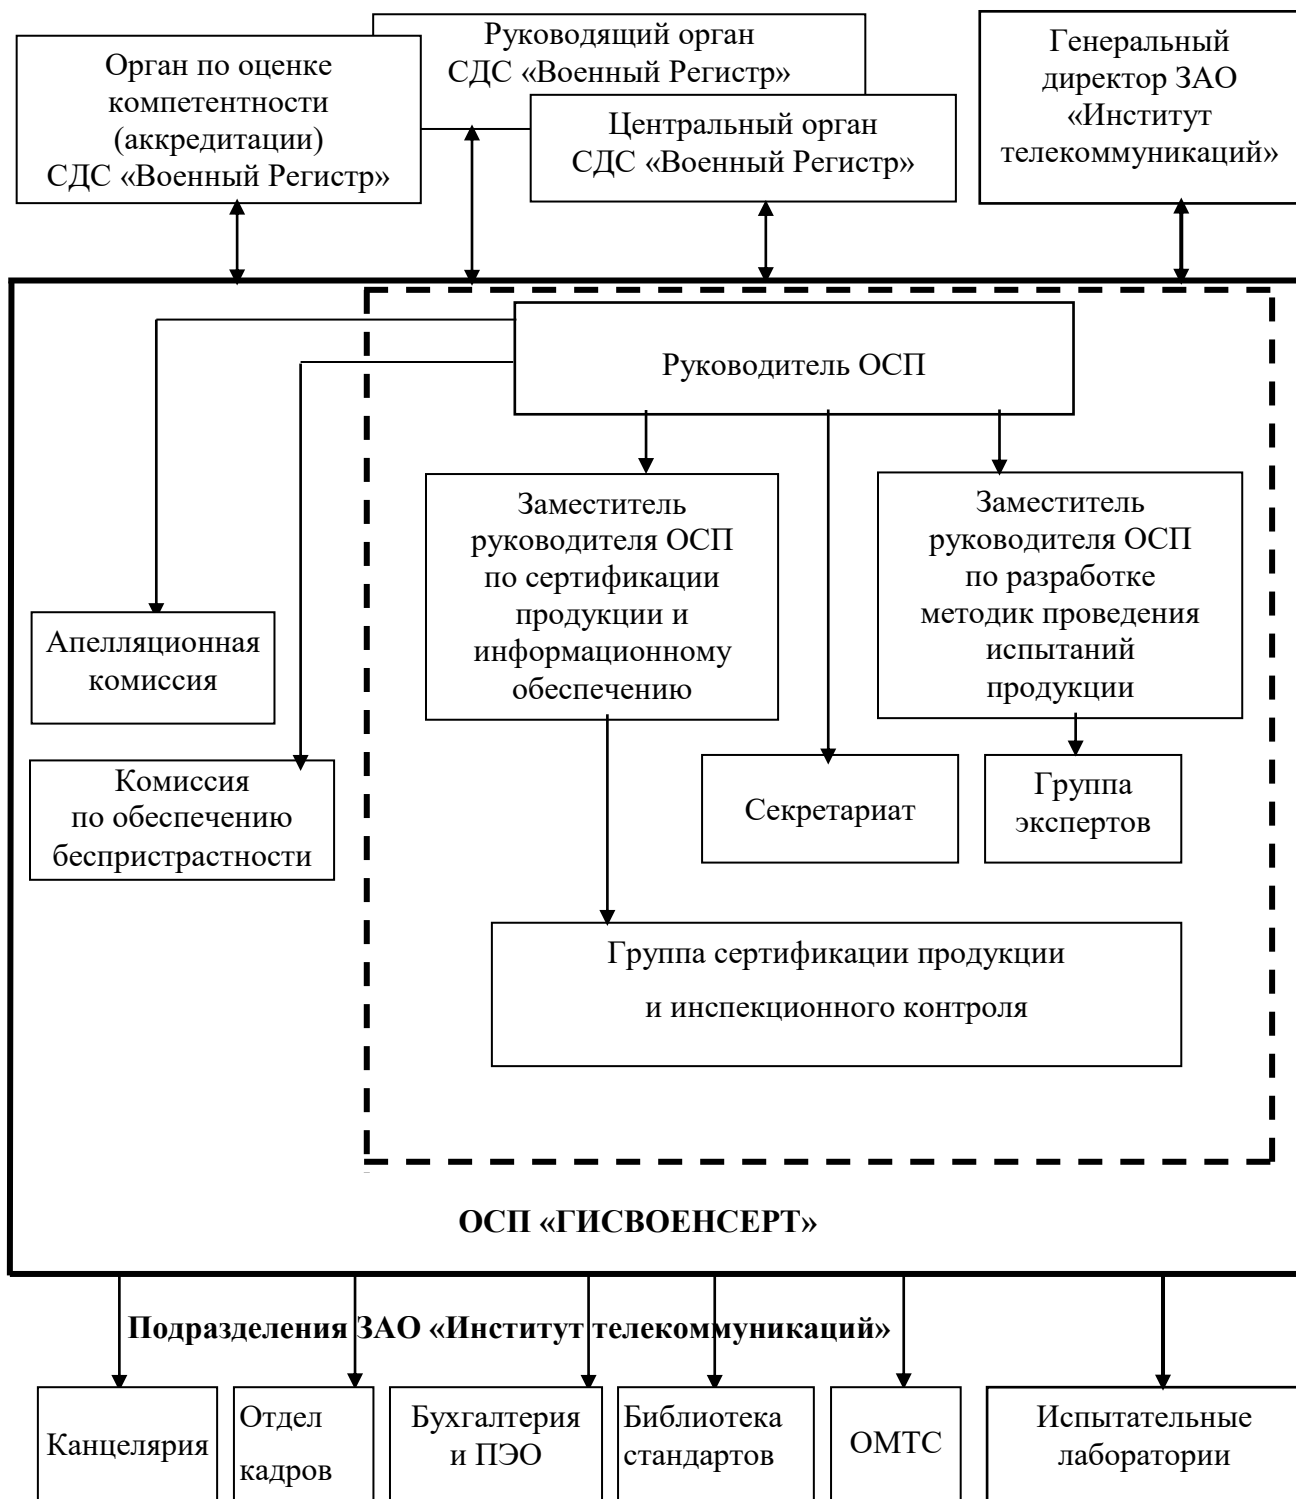 Руководящий орган
СДС «Военный Регистр»
Орган по оценке
компетентности
(аккредитации)
СДС «Военный Регистр»
Центральный орган
СДС «Военный Регистр»
Генеральный
директор ЗАО
«Институт
телекоммуникаций»
Руководитель ОСП
Заместитель
руководителя ОСП
по сертификации
продукции и
информационному
обеспечению
Заместитель
руководителя ОСП
по разработке
методик проведения
испытаний
продукции
Апелляционная
комиссия
Комиссия
по обеспечению
беспристрастности
Секретариат
Группа
экспертов
Группа сертификации продукции
и инспекционного контроля
ОСП «ГИСВОЕНСЕРТ»
Подразделения ЗАО «Институт телекоммуникаций»
Канцелярия
Отдел
кадров
Бухгалтерия
и ПЭО
Библиотека
стандартов
ОМТС
Испытательные
лаборатории